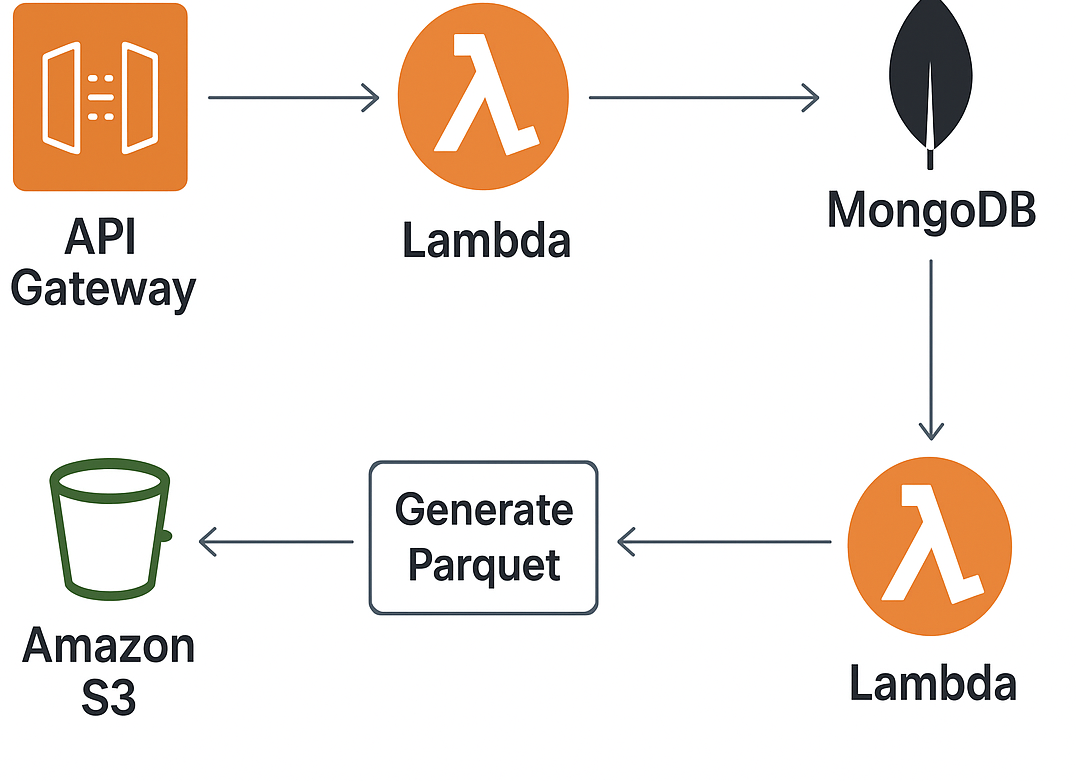 API
Gateway
Lambda
MongoDB
Amazon
S3
Generate
Parquet
Lambda